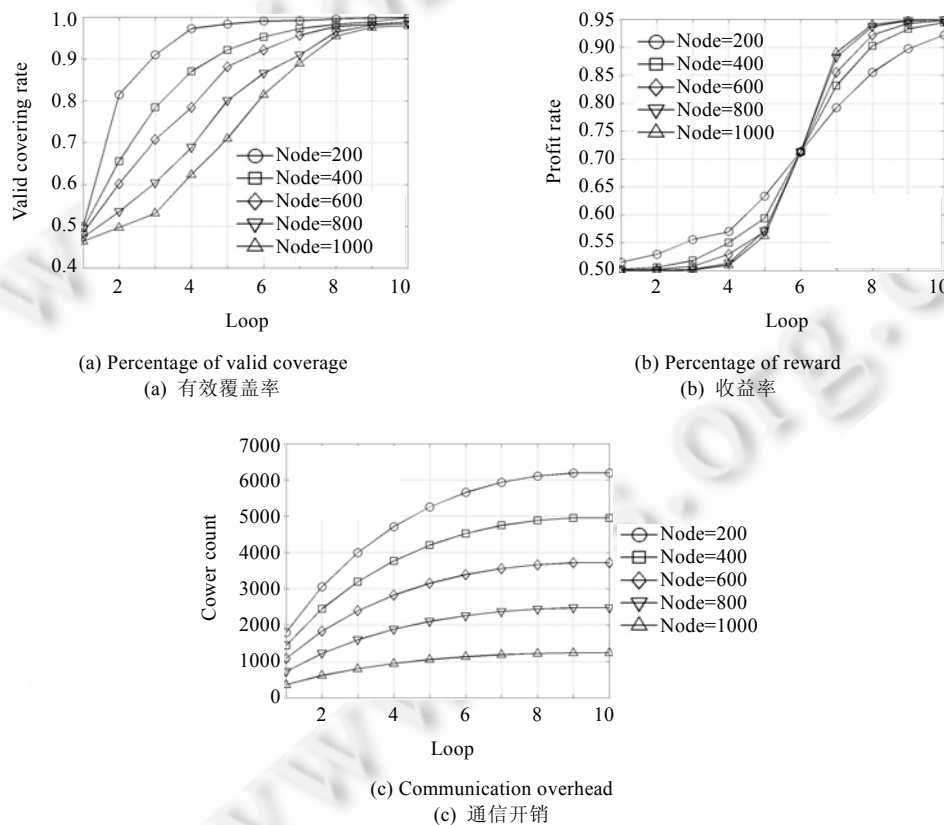 1.0
0.9
0.8
0.7
0.6
0.5
0.4
Valid covering rate
Node=200
Node=400
Node=600
Node=800
Node=1000
2 4 6 8 10
Loop
(a) Percentage of valid coverage
(a) 有效覆盖率
0.95
0.90
0.85
0.80
0.75
0.70
0.65
0.60
0.55
0.50
Profit rate
Node=200
Node=400
Node=600
Node=800
Node=1000
2 4 6 8 10
Loop
(b) Percentage of reward
(b) 收益率
7000
6000
5000
4000
3000
2000
1000
0
Cower count
Node=200
Node=400
Node=600
Node=800
Node=1000
2 4 6 8 10
Loop
(c) Communication overhead
(c) 通信开销